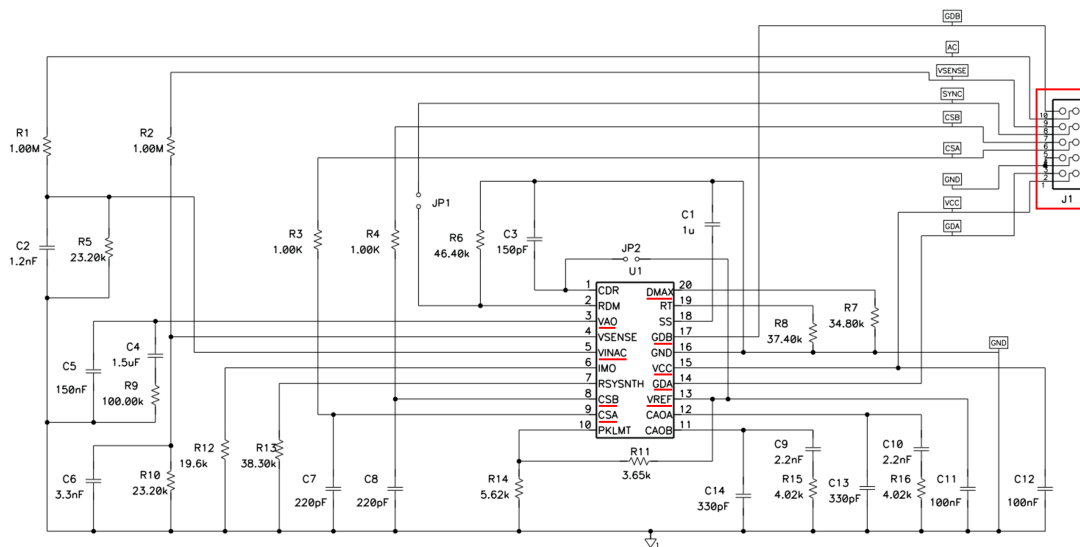 GDB
AC
VSENSE
SYNC
CSB
CSA
GND
VCC
GDA
10
9
8
7
6
5
4
3
2
1
J1
R1
1.00M
R2
1.00M
JP1
C2
1.2nF
R5
23.20k
R3
1.00K
R4
1.00K
R6
46.40k
C3
150pF
C1
1u
JP2
U1
1 CDR DMAX 20
2 RDM RT 19
3 VAO SS 18
4 VSENSE GDB 17
5 VINAC GND 16
6 IMO VCC 15
7 RSYSNTH GDA 14
8 CSB VREF 13
9 CSA CAOA 12
10 PKLMT CAOB 11
R8
37.40k
R7
34.80k
GND
C5
150nF
C4
1.5uF
R9
100.00k
C6
3.3nF
R10
23.20k
R12
19.6k
R13
38.30k
C7
220pF
C8
220pF
R14
5.62k
R11
3.65k
C14
330pF
C9
2.2nF
R15
4.02k
C13
330pF
C10
2.2nF
R16
4.02k
C11
100nF
C12
100nF
1